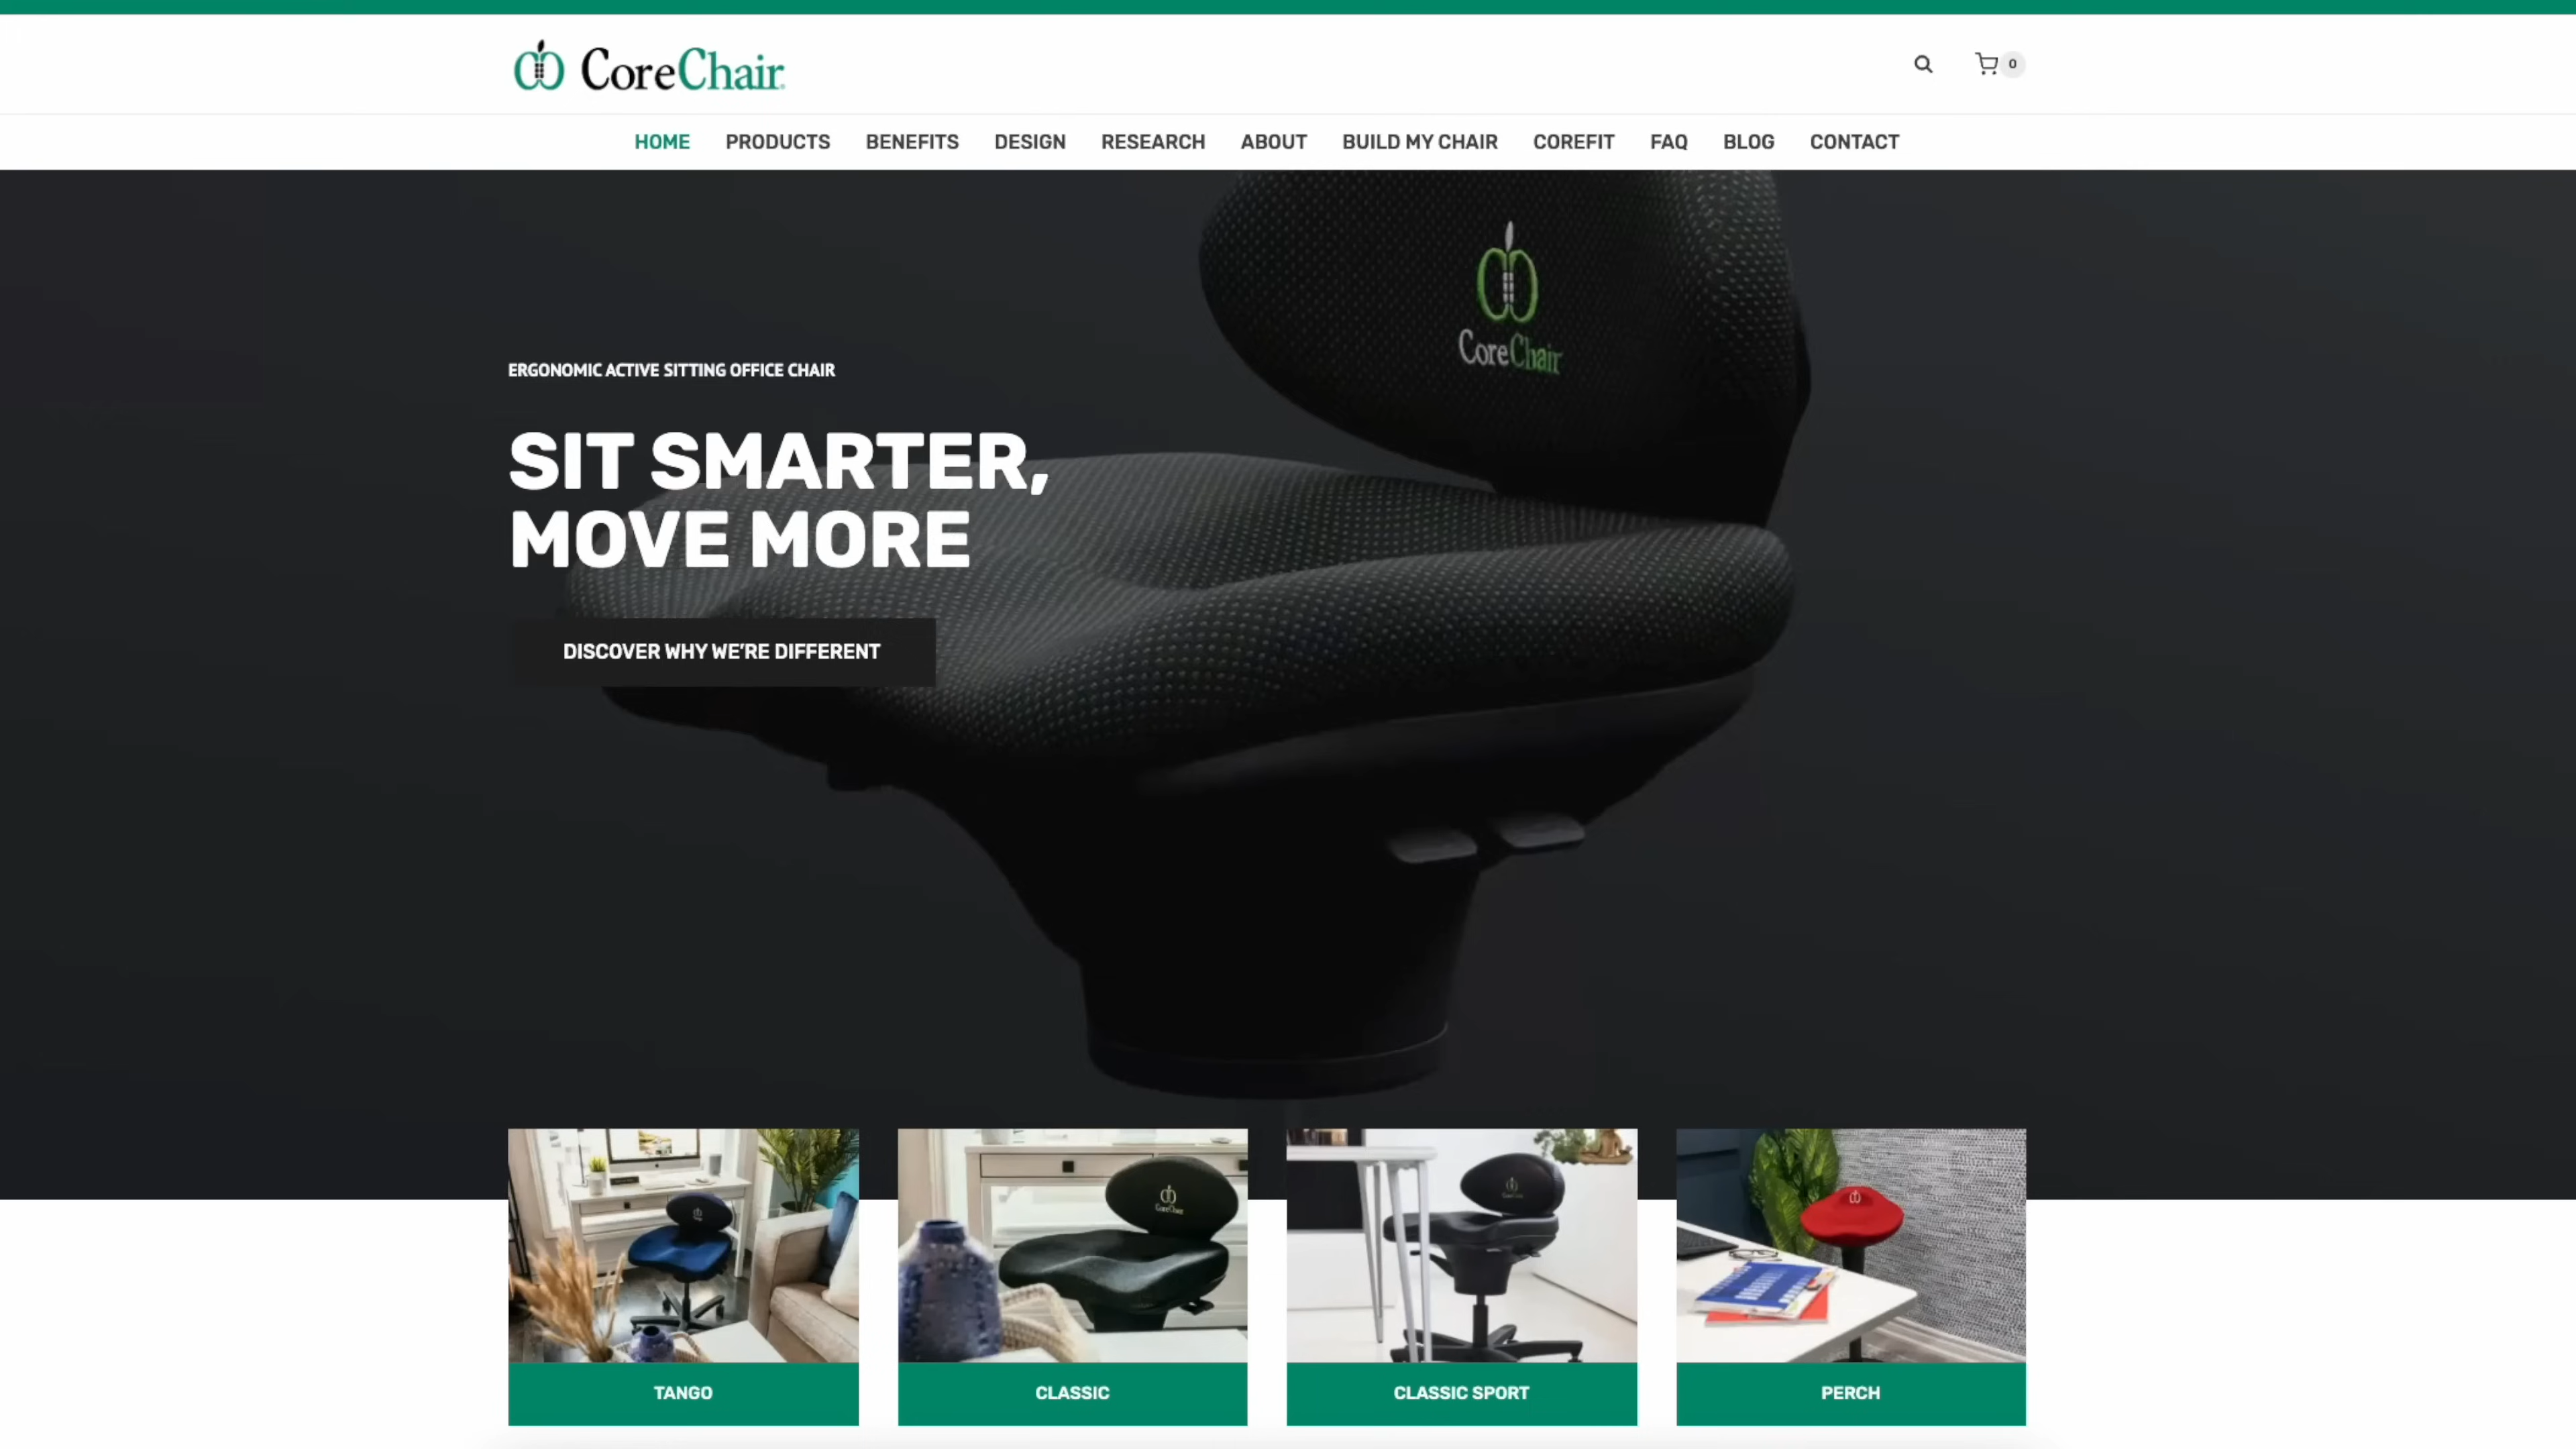 CoreChair
0
HOME PRODUCTS BENEFITS DESIGN RESEARCH ABOUT BUILD MY CHAIR COREFIT FAQ BLOG CONTACT
CoreChair
ERGONOMIC ACTIVE SITTING OFFICE CHAIR
SIT SMARTER,
MOVE MORE
DISCOVER WHY WE'RE DIFFERENT
CoreChair
TANGO CLASSIC CLASSIC SPORT PERCH